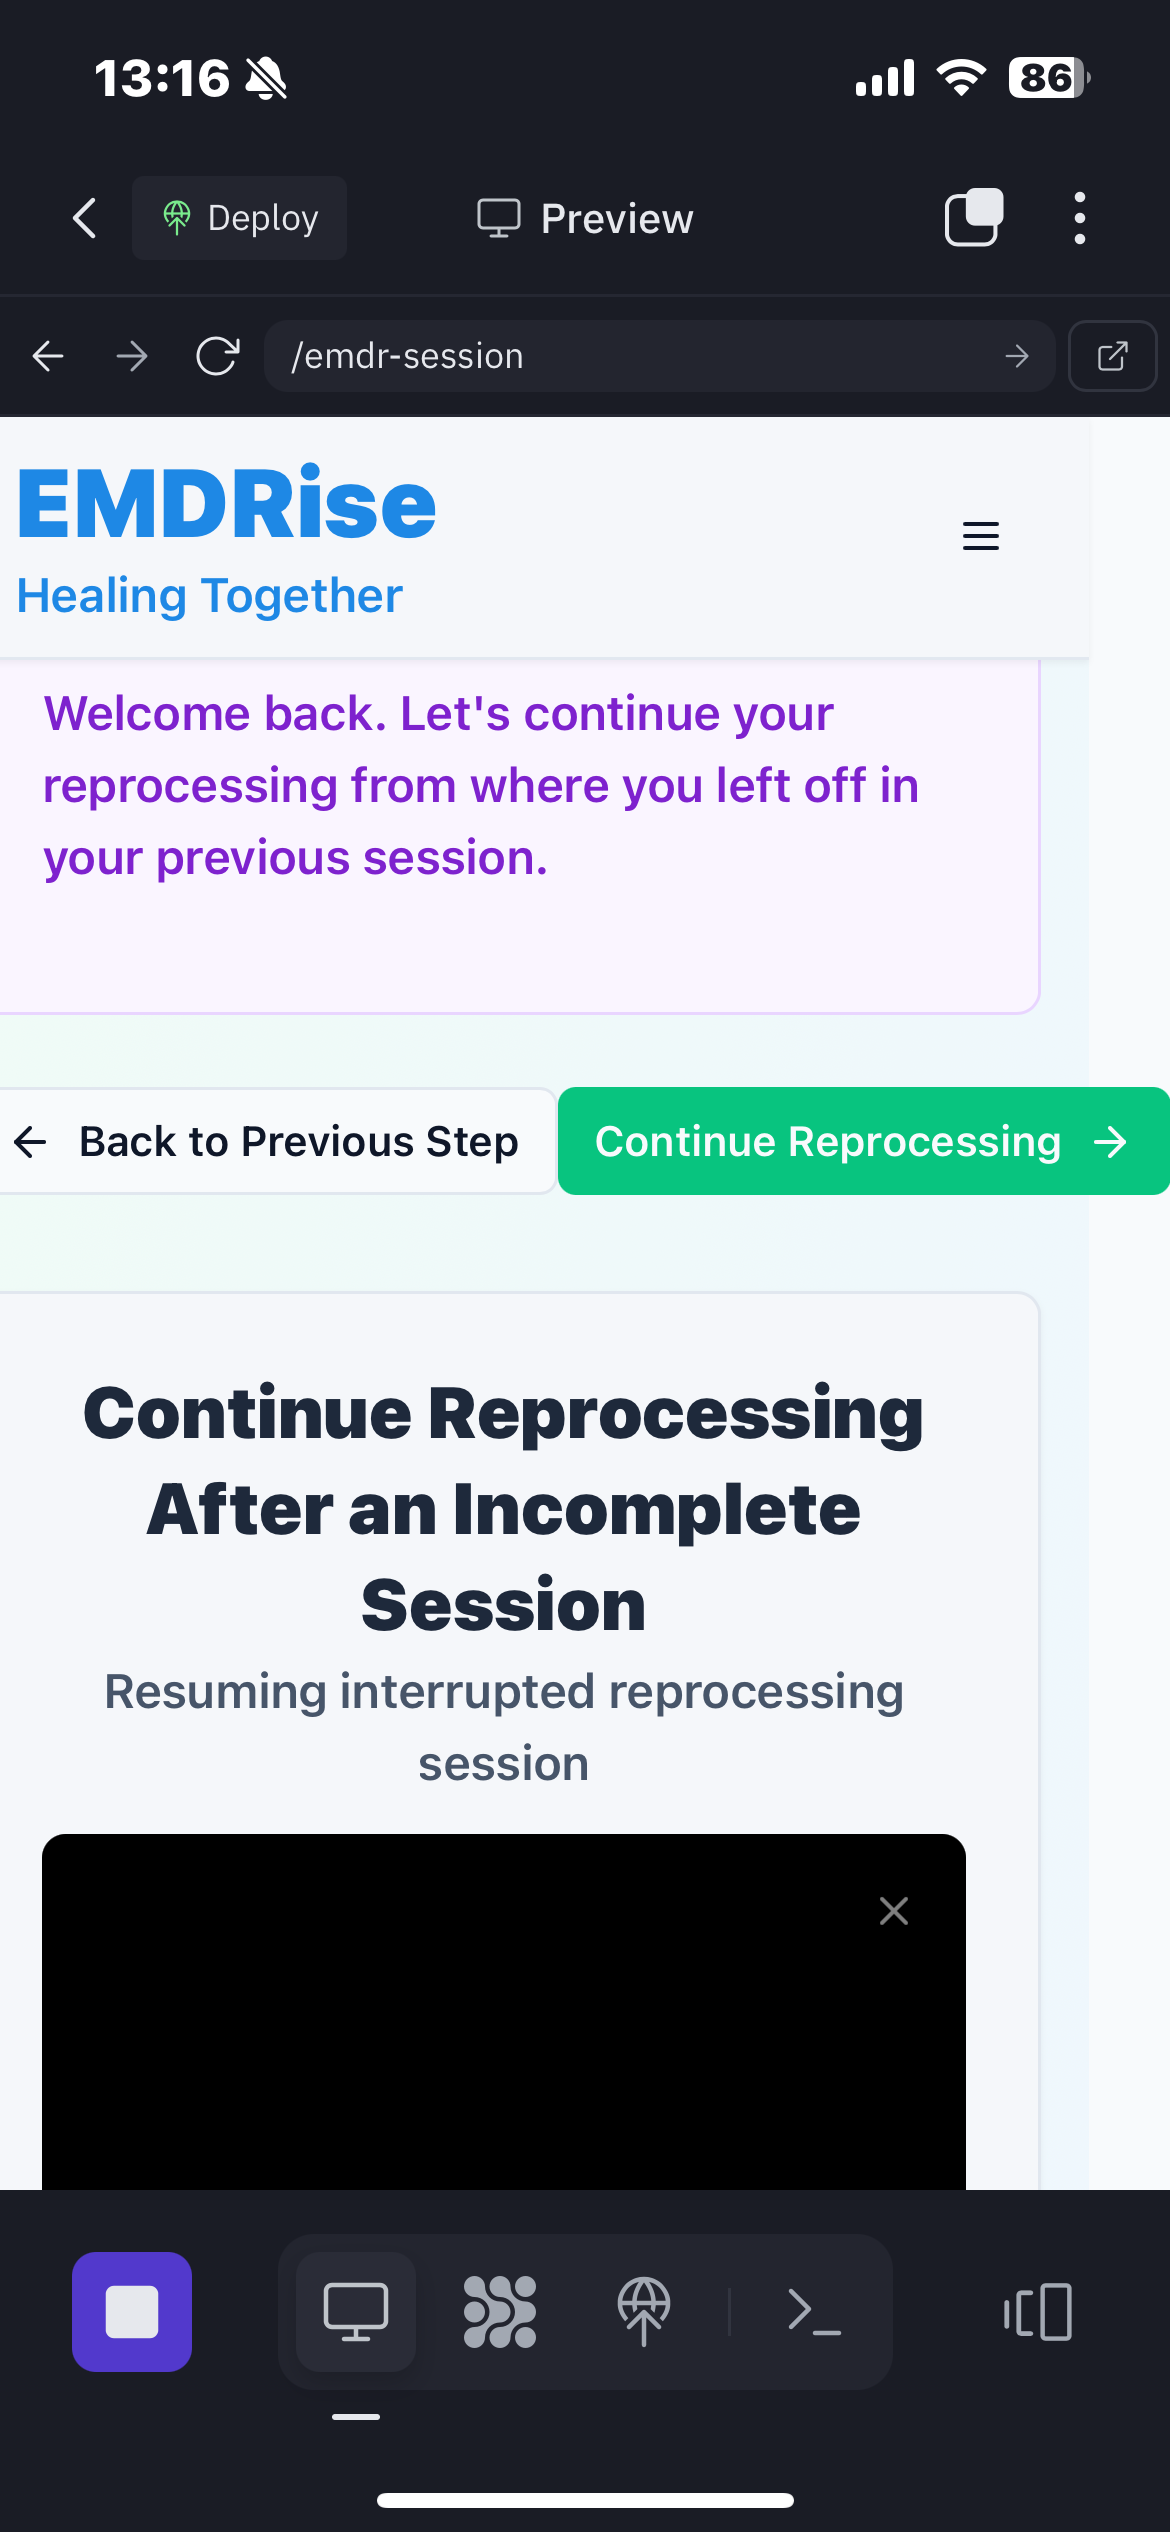 13:16
86
Deploy
Preview
/emdr-session
EMDRise
Healing Together
Welcome back. Let's continue your
reprocessing from where you left off in
your previous session.
Back to Previous Step
Continue Reprocessing
Continue Reprocessing
After an Incomplete
Session
Resuming interrupted reprocessing
session